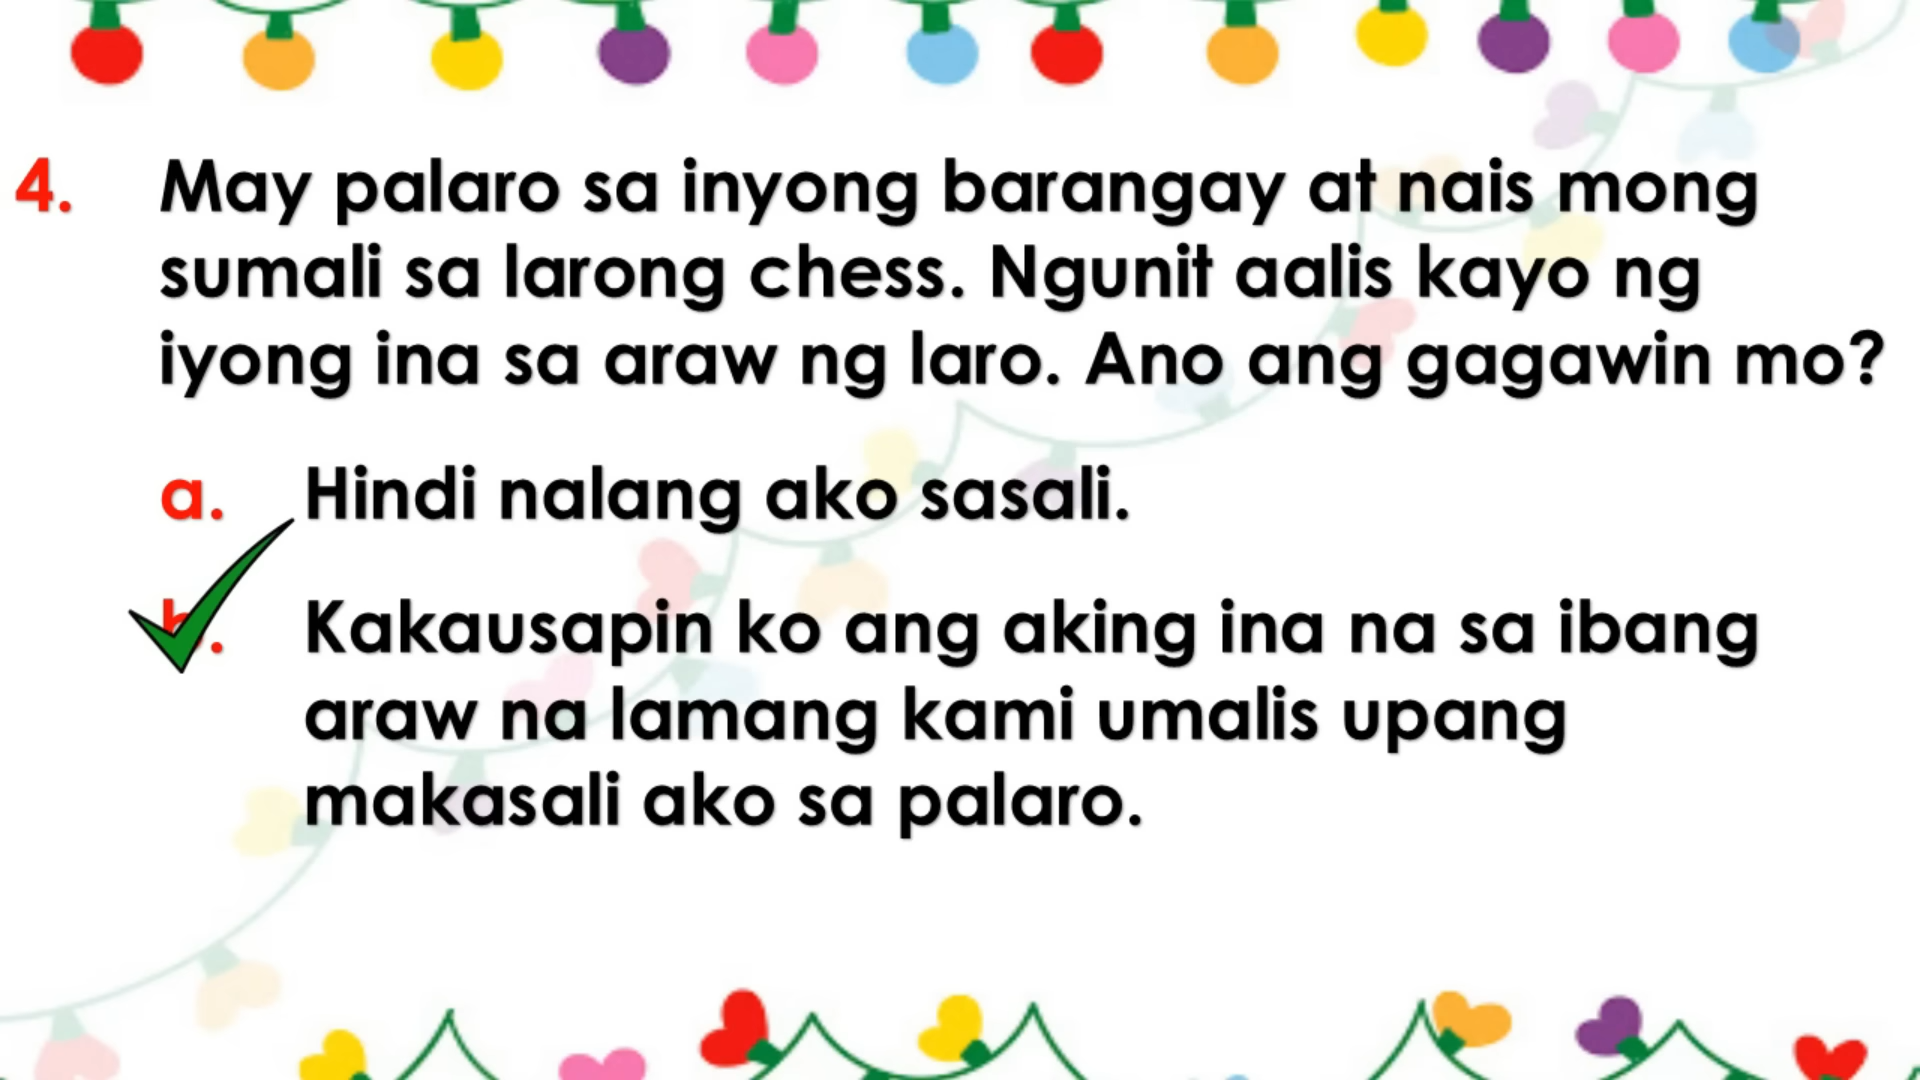 4. May palaro sa inyong barangay at nais mong
sumali sa larong chess. Ngunit aalis kayo ng
iyong ina sa araw ng laro. Ano ang gagawin mo?
a. Hindi nalang ako sasali.
b. Kakausapin ko ang aking ina na sa ibang
araw na lamang kami umalis upang
makasali ako sa palaro.